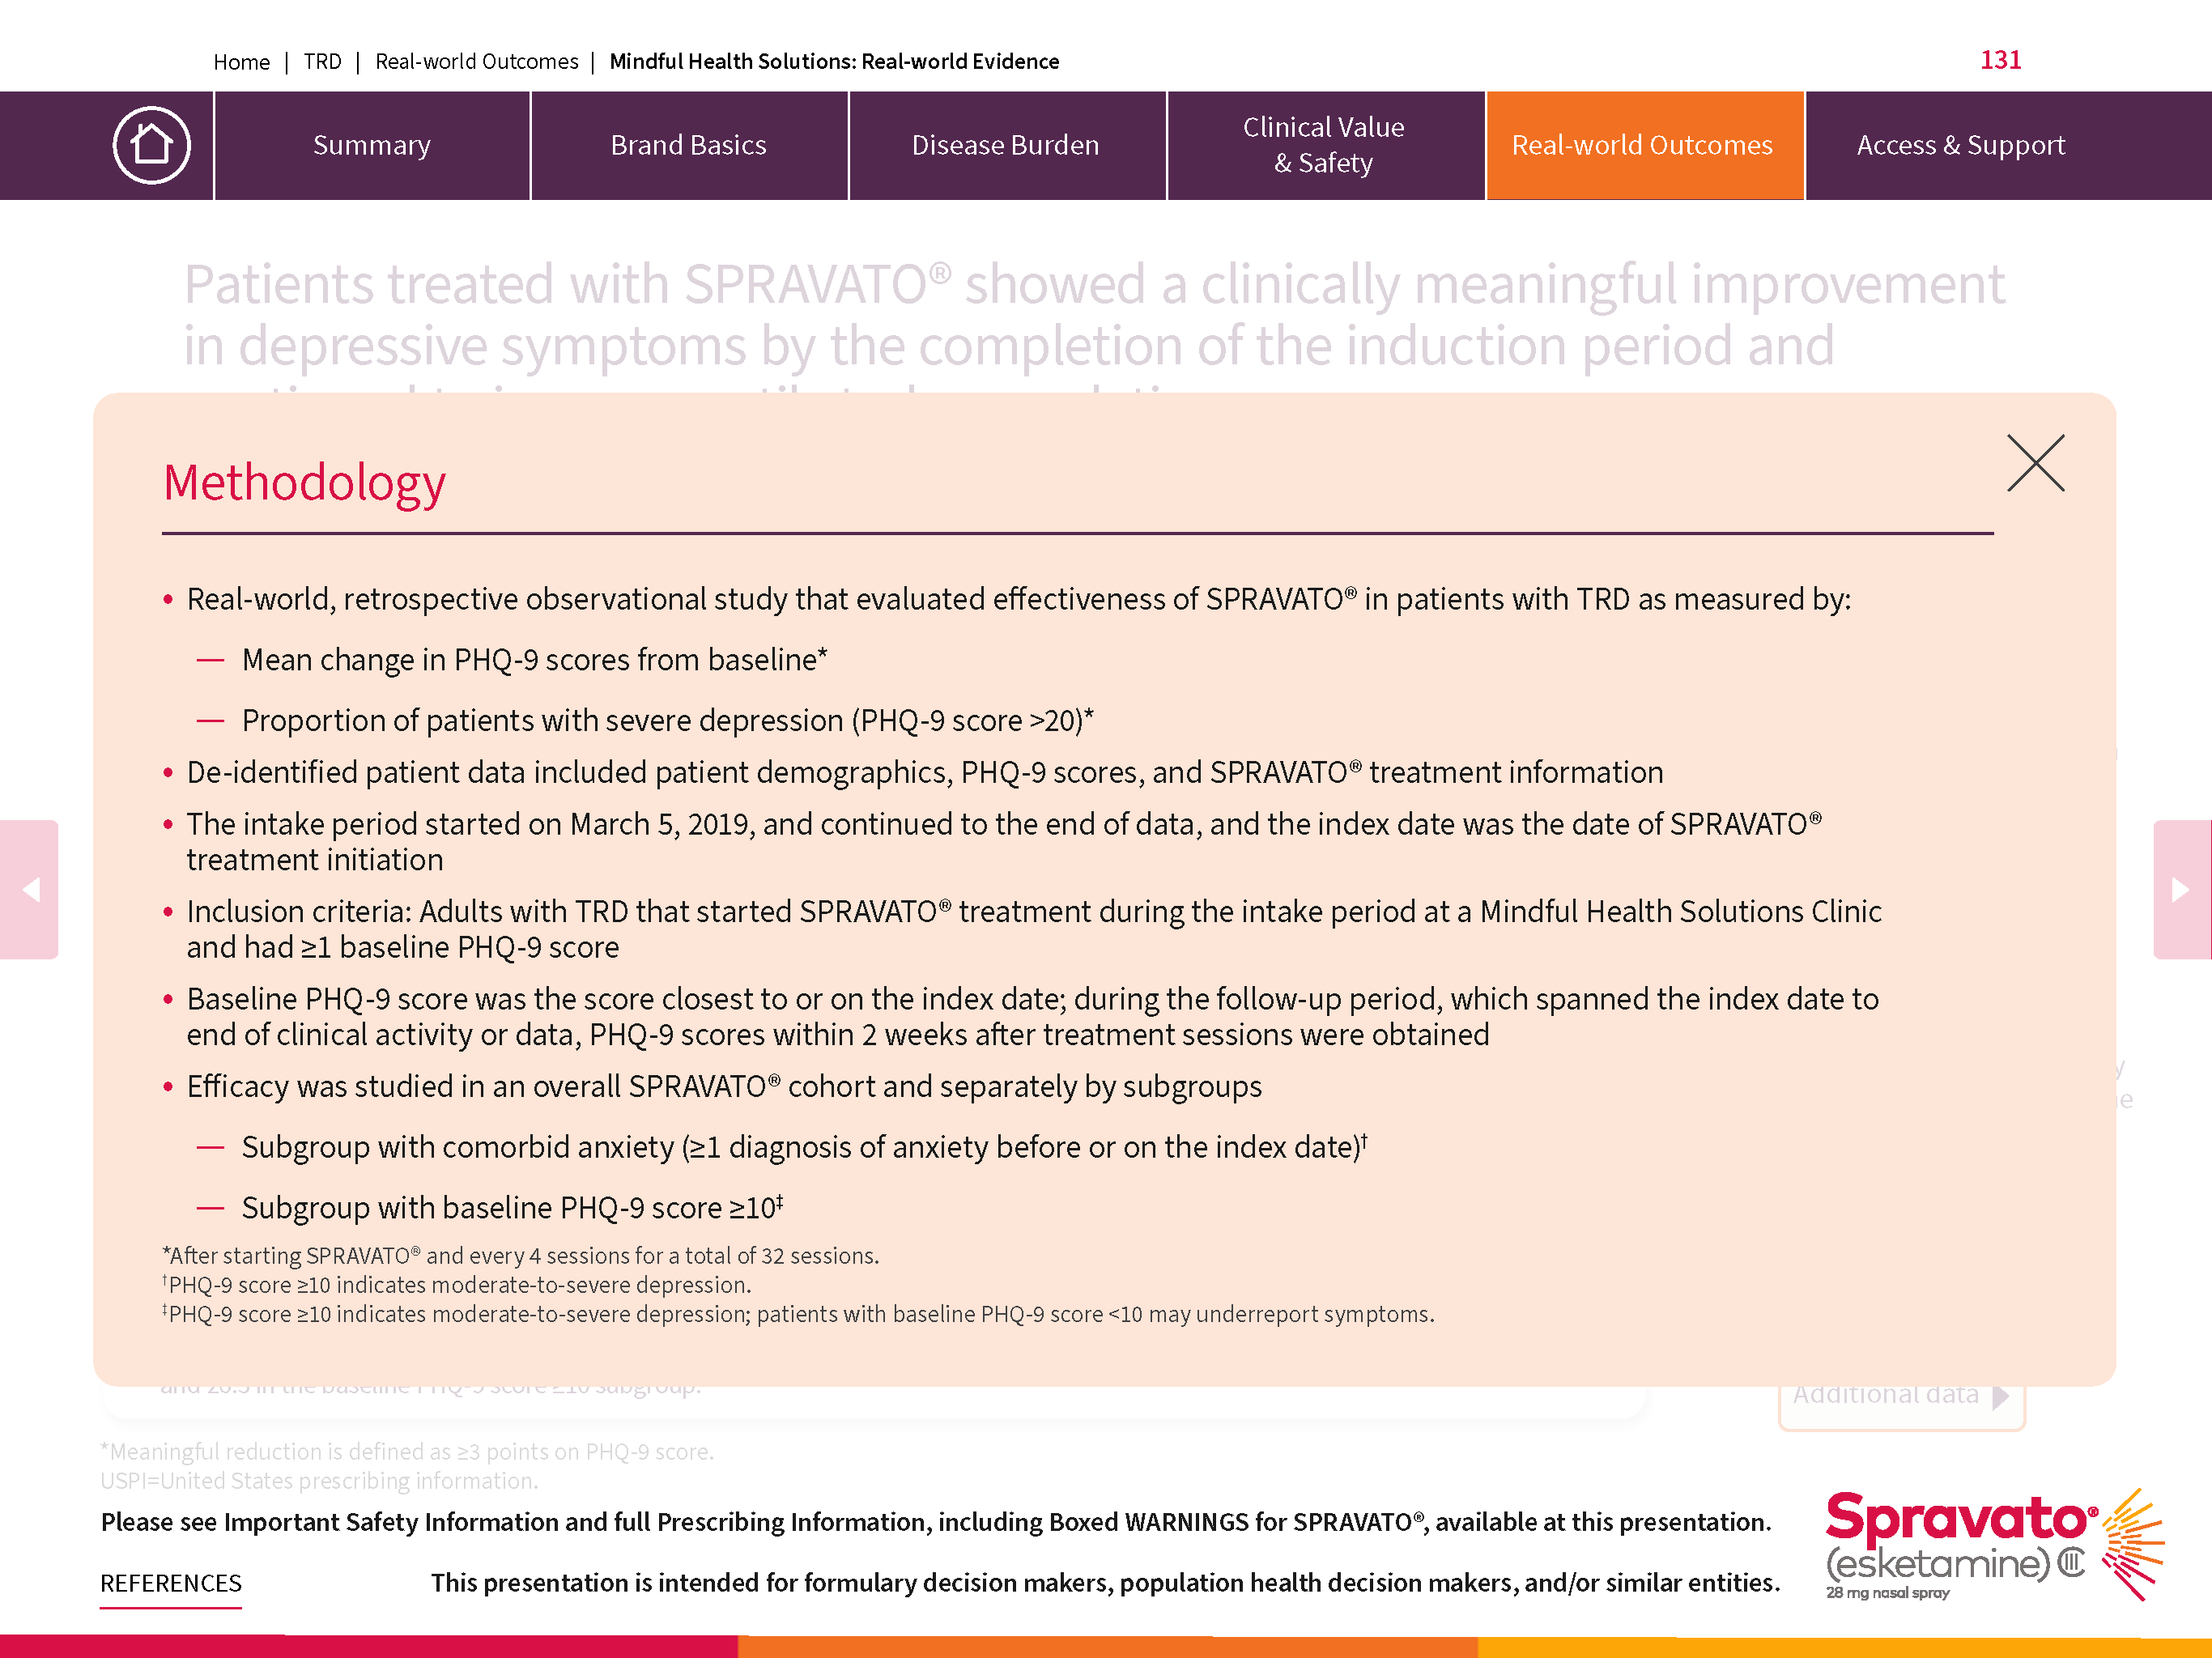 Home | TRD | Real-world Outcomes | Mindful Health Solutions: Real-world Evidence
131
Summary
Brand Basics
Disease Burden
Clinical Value
& Safety
Real-world Outcomes
Access & Support
Patients treated with SPRAVATO® showed a clinically meaningful improvement
in depressive symptoms by the completion of the induction period and
Methodology
• Real-world, retrospective observational study that evaluated effectiveness of SPRAVATO® in patients with TRD as measured by:
— Mean change in PHQ-9 scores from baseline*
— Proportion of patients with severe depression (PHQ-9 score >20)*
• De-identified patient data included patient demographics, PHQ-9 scores, and SPRAVATO® treatment information
• The intake period started on March 5, 2019, and continued to the end of data, and the index date was the date of SPRAVATO®
treatment initiation
• Inclusion criteria: Adults with TRD that started SPRAVATO® treatment during the intake period at a Mindful Health Solutions Clinic
and had ≥1 baseline PHQ-9 score
• Baseline PHQ-9 score was the score closest to or on the index date; during the follow-up period, which spanned the index date to
end of clinical activity or data, PHQ-9 scores within 2 weeks after treatment sessions were obtained
• Efficacy was studied in an overall SPRAVATO® cohort and separately by subgroups
— Subgroup with comorbid anxiety (≥1 diagnosis of anxiety before or on the index date)†
— Subgroup with baseline PHQ-9 score ≥10‡
*After starting SPRAVATO® and every 4 sessions for a total of 32 sessions.
†PHQ-9 score ≥10 indicates moderate-to-severe depression.
‡PHQ-9 score ≥10 indicates moderate-to-severe depression; patients with baseline PHQ-9 score <10 may underreport symptoms.
Additional data
*Meaningful reduction is defined as ≥3 points on PHQ-9 score.
USPI=United States prescribing information.
Please see Important Safety Information and full Prescribing Information, including Boxed WARNINGS for SPRAVATO®, available at this presentation.
REFERENCES
This presentation is intended for formulary decision makers, population health decision makers, and/or similar entities.
Spravato®
(esketamine) CIII
28 mg nasal spray